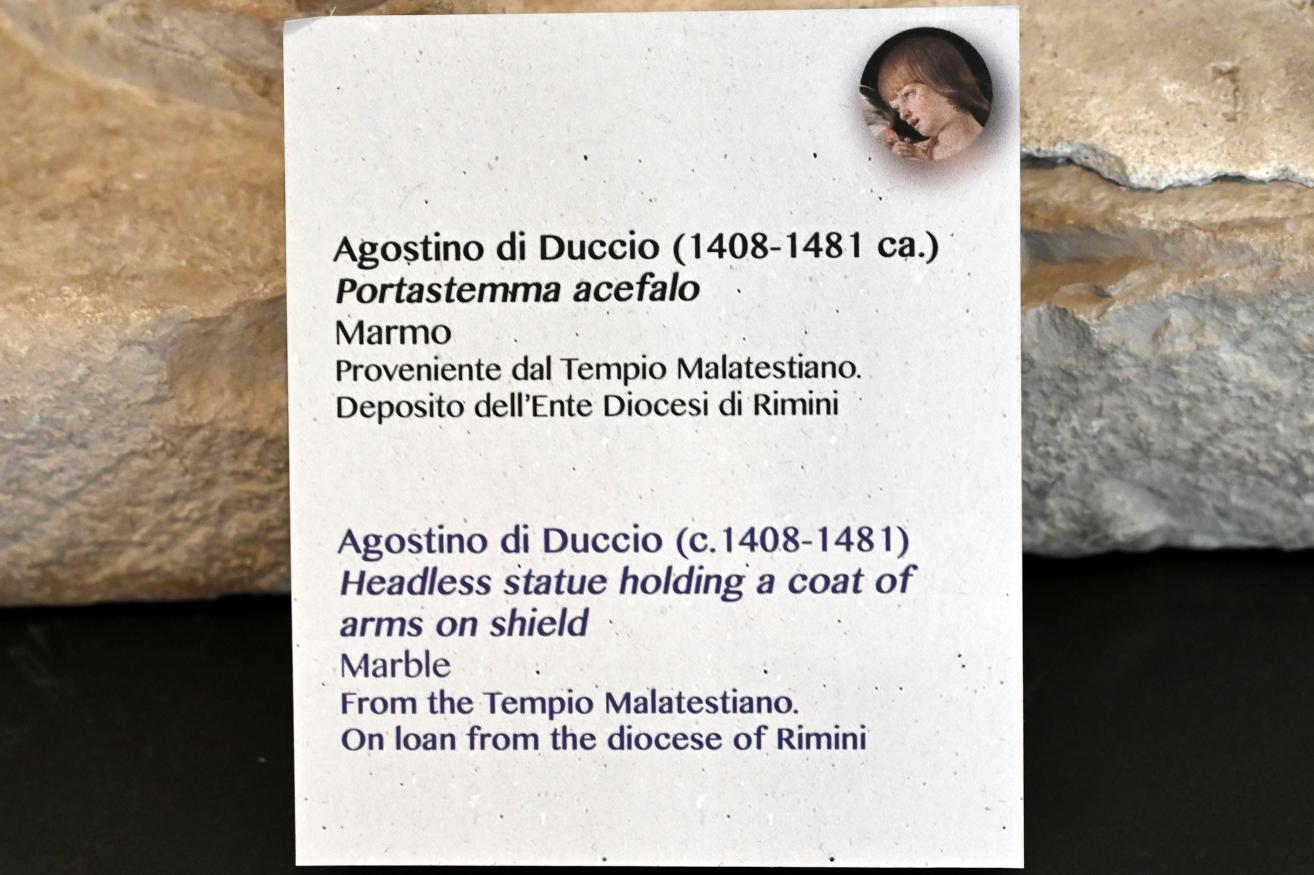 Agostino di Duccio (1408-1481 ca.)
Portastemma acefalo
Marmo
Proveniente dal Tempio Malatestiano.
Deposito dell'Ente Diocesi di Rimini
Agostino di Duccio (c.1408-1481)
Headless statue holding a coat of
arms on shield
Marble
From the Tempio Malatestiano.
On loan from the diocese of Rimini